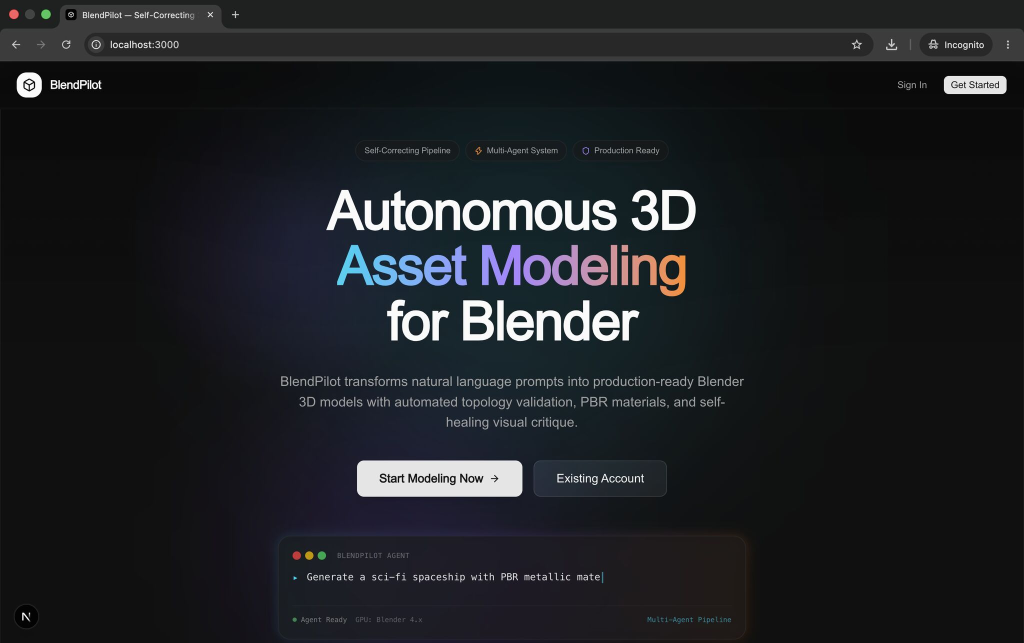 BlendPilot — Self-Correcting
localhost:3000
Incognito
BlendPilot
Sign In
Get Started
Self-Correcting Pipeline
Multi-Agent System
Production Ready
Autonomous 3D
Asset Modeling
for Blender
BlendPilot transforms natural language prompts into production-ready Blender
3D models with automated topology validation, PBR materials, and self-
healing visual critique.
Start Modeling Now →
Existing Account
BLENDPILOT AGENT
▸ Generate a sci-fi spaceship with PBR metallic mate
Agent Ready
GPU: Blender 4.x
Multi-Agent Pipeline
N